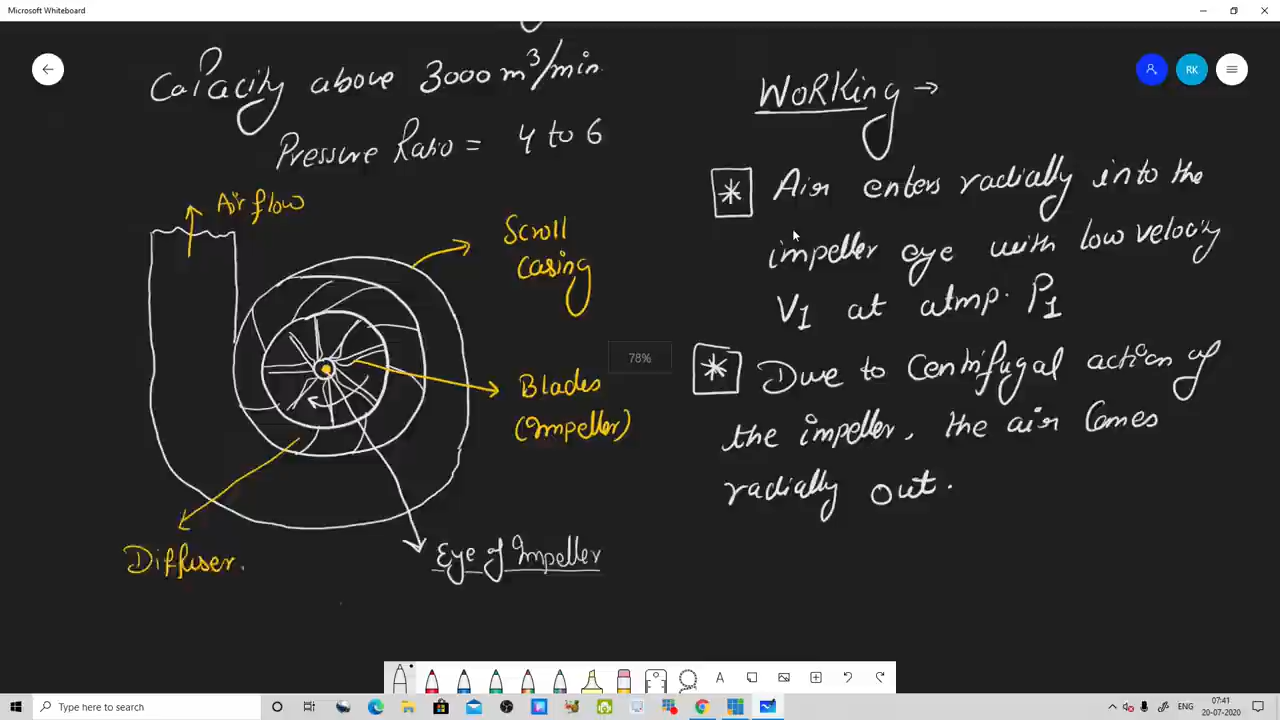 Microsoft Whiteboard
Capacity above 3000 m³/min.
Pressure Ratio = 4 to 6
Air flow
Scroll
Casing
Blades
(Impeller)
Diffuser.
Eye of Impeller
RK
WORKing →
* Air enters radially into the
impeller eye with low velocity
V1 at atmp. P1
78%
* Due to Centrifugal action of
the impeller, the air Comes
radially out.
A
Type here to search
ENG
07:41
20-07-2020